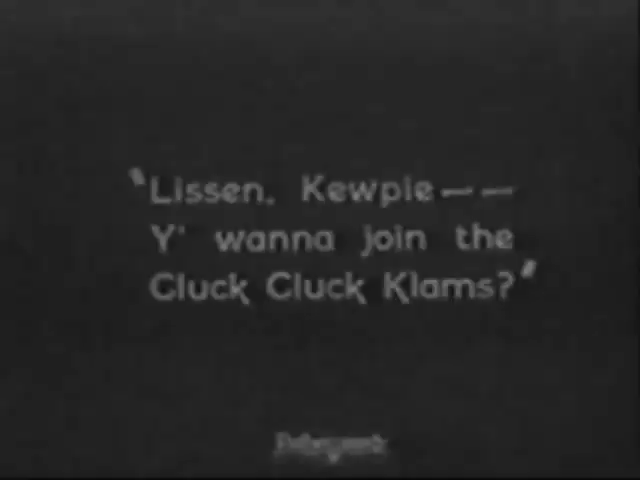 "Lissen. Kewpie——
Y' wanna join the
Cluck Cluck Klams?"